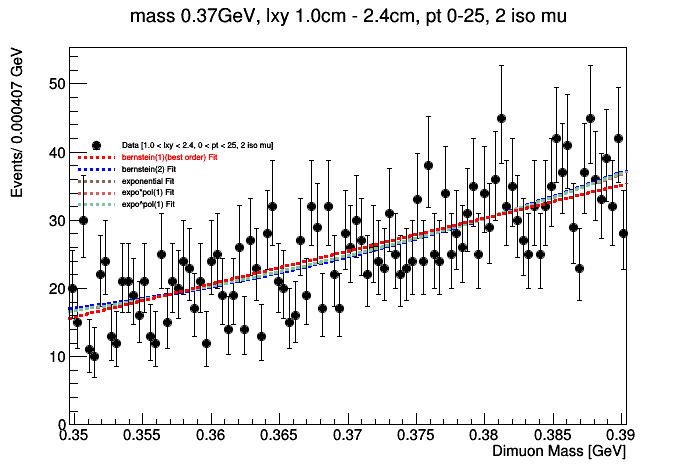 mass 0.37GeV, lxy 1.0cm - 2.4cm, pt 0-25, 2 iso mu
Events/ 0.000407 GeV
50
40
30
20
10
0
Data [1.0 < lxy < 2.4, 0 < pt < 25, 2 iso mu]
bernstein(1)(best order) Fit
bernstein(2) Fit
exponential Fit
expo*pol(1) Fit
expo^pol(1) Fit
0.35 0.355 0.36 0.365 0.37 0.375 0.38 0.385 0.39
Dimuon Mass [GeV]